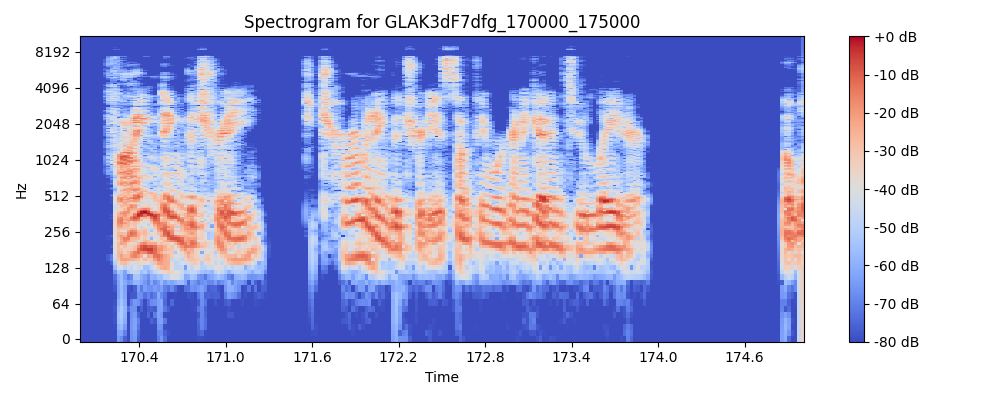 Spectrogram for GLAK3dF7dfg_170000_175000
Hz
8192
4096
2048
1024
512
256
128
64
0
170.4 171.0 171.6 172.2 172.8 173.4 174.0 174.6
Time
+0 dB
-10 dB
-20 dB
-30 dB
-40 dB
-50 dB
-60 dB
-70 dB
-80 dB